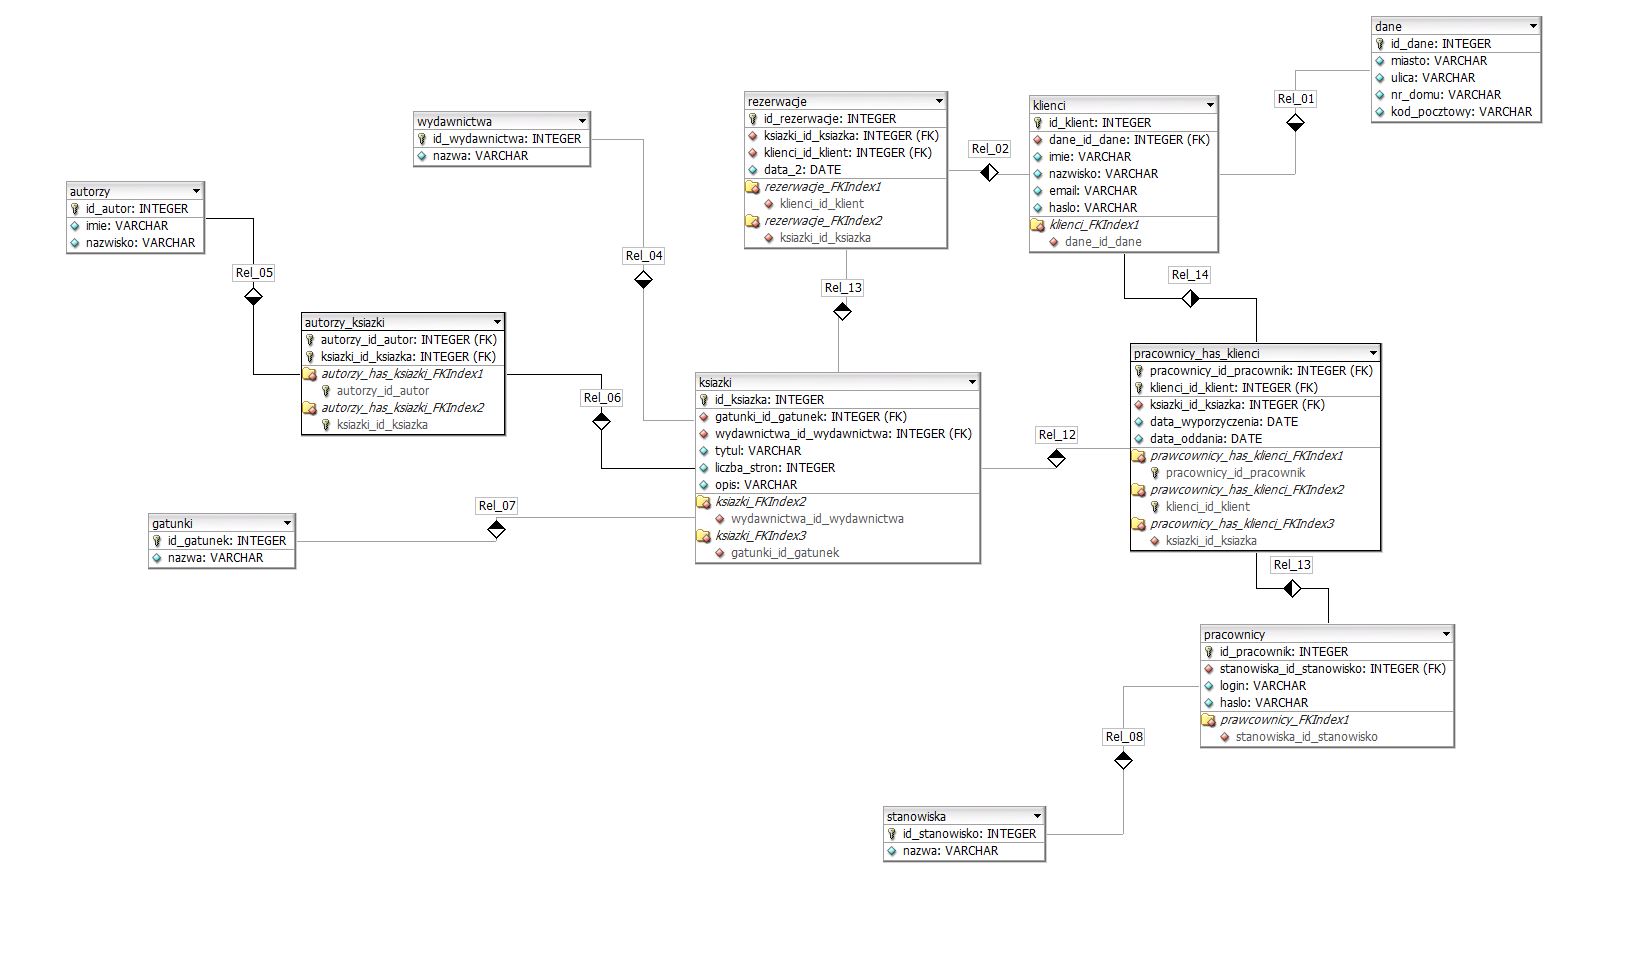 dane
id_dane: INTEGER
miasto: VARCHAR
ulica: VARCHAR
nr_domu: VARCHAR
kod_pocztowy: VARCHAR
Rel_01
rezerwacje
id_rezerwacje: INTEGER
ksiazki_id_ksiazka: INTEGER (FK)
klienci_id_klient: INTEGER (FK)
data_2: DATE
rezerwacje_FKIndex1
klienci_id_klient
rezerwacje_FKIndex2
ksiazki_id_ksiazka
Rel_02
klienci
id_klient: INTEGER
dane_id_dane: INTEGER (FK)
imie: VARCHAR
nazwisko: VARCHAR
email: VARCHAR
haslo: VARCHAR
klienci_FKIndex1
dane_id_dane
wydawnictwa
id_wydawnictwa: INTEGER
nazwa: VARCHAR
autorzy
id_autor: INTEGER
imie: VARCHAR
nazwisko: VARCHAR
Rel_04
Rel_05
Rel_13
Rel_14
autorzy_ksiazki
autorzy_id_autor: INTEGER (FK)
ksiazki_id_ksiazka: INTEGER (FK)
autorzy_has_ksiazki_FKIndex1
autorzy_id_autor
autorzy_has_ksiazki_FKIndex2
ksiazki_id_ksiazka
Rel_06
ksiazki
id_ksiazka: INTEGER
gatunki_id_gatunek: INTEGER (FK)
wydawnictwa_id_wydawnictwa: INTEGER (FK)
tytul: VARCHAR
liczba_stron: INTEGER
opis: VARCHAR
ksiazki_FKIndex2
wydawnictwa_id_wydawnictwa
ksiazki_FKIndex3
gatunki_id_gatunek
Rel_12
pracownicy_has_klienci
pracownicy_id_pracownik: INTEGER (FK)
klienci_id_klient: INTEGER (FK)
ksiazki_id_ksiazka: INTEGER (FK)
data_wyporzyczenia: DATE
data_oddania: DATE
prawcownicy_has_klienci_FKIndex1
pracownicy_id_pracownik
prawcownicy_has_klienci_FKIndex2
klienci_id_klient
pracownicy_has_klienci_FKIndex3
ksiazki_id_ksiazka
Rel_07
gatunki
id_gatunek: INTEGER
nazwa: VARCHAR
Rel_13
pracownicy
id_pracownik: INTEGER
stanowiska_id_stanowisko: INTEGER (FK)
login: VARCHAR
haslo: VARCHAR
prawcownicy_FKIndex1
stanowiska_id_stanowisko
Rel_08
stanowiska
id_stanowisko: INTEGER
nazwa: VARCHAR